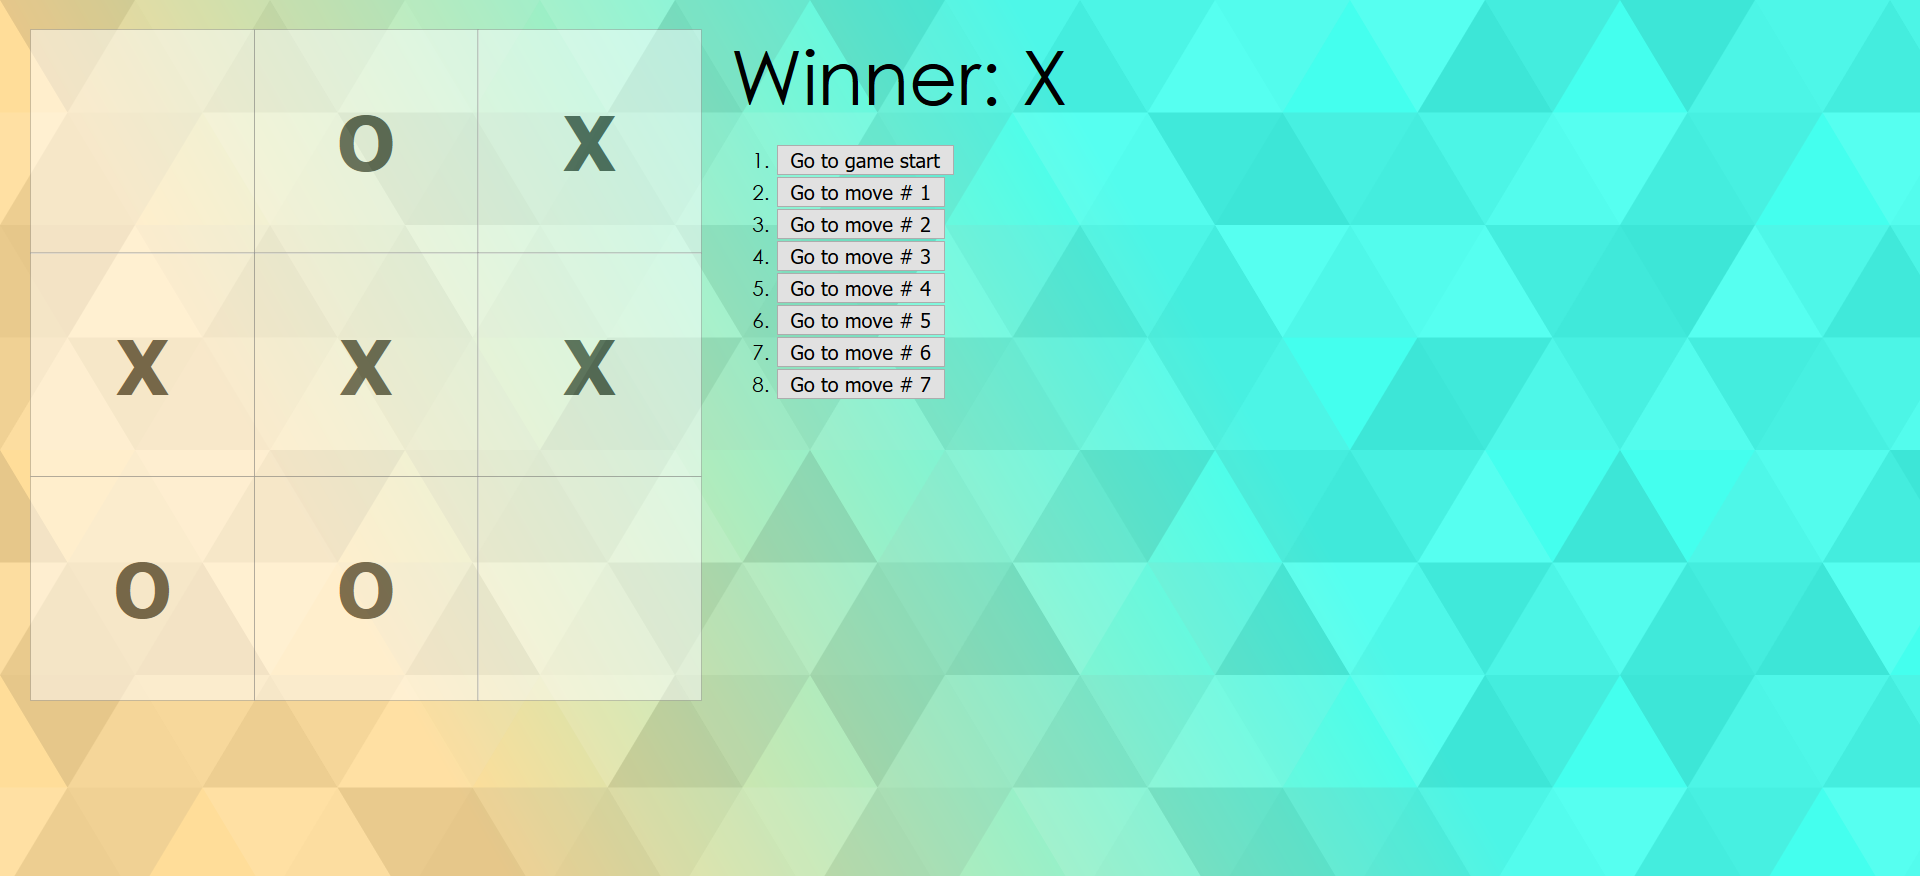 O X
X X X
O O
Winner: X
1. Go to game start
2. Go to move # 1
3. Go to move # 2
4. Go to move # 3
5. Go to move # 4
6. Go to move # 5
7. Go to move # 6
8. Go to move # 7